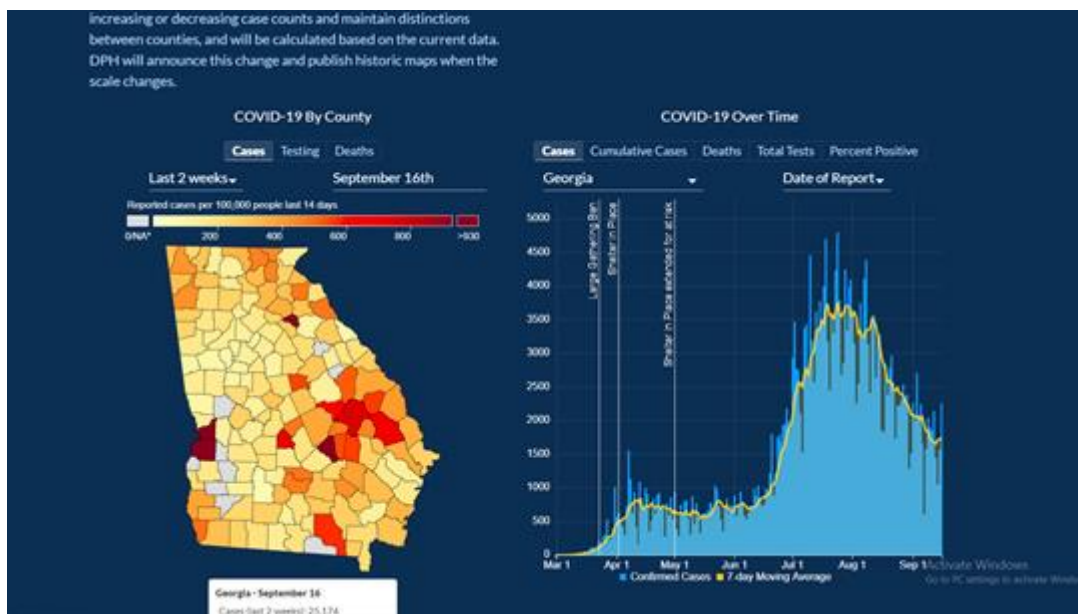 increasing or decreasing case counts and maintain distinctions
between counties, and will be calculated based on the current data.
DPH will announce this change and publish historic maps when the
scale changes.
COVID-19 By County
Cases Testing Deaths
Last 2 weeks
September 16th
Reported cases per 100,000 people last 14 days
0/NA*
200
400
600
800
COVID-19 Over Time
Cases Cumulative Cases Deaths Total Tests Percent Positive
Georgia
Date of Report
5000
4500
4000
3500
3000
2500
2000
1500
1000
500
0
Large Gathering Ban
Shelter in Place
Shelter in Place extended for at risk
Mar 1
Apr 1
May 1
Jun 1
Jul 1
Aug 1
Sep 1
Confirmed Cases
7-day Moving Average
Activate Windows
Go to PC settings to activate Windows
Georgia - September 16
Cases (last 2 weeks): 25,174